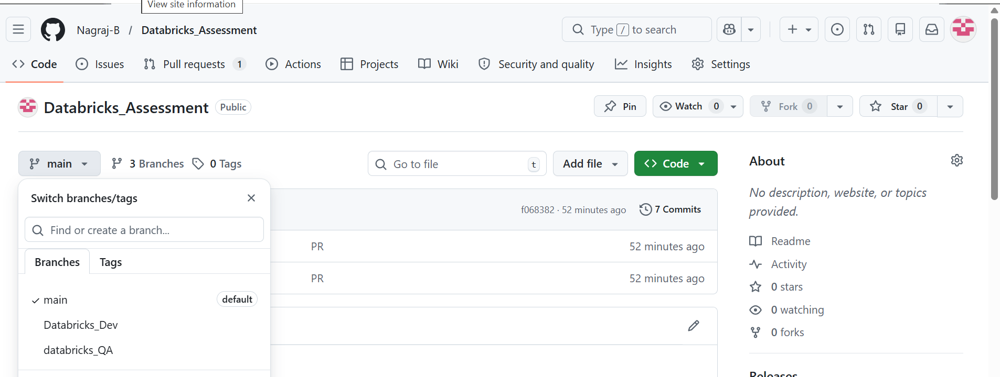 View site information
Nagraj-B / Databricks_Assessment
Type / to search
Code Issues Pull requests 1 Actions Projects Wiki Security and quality Insights Settings
Databricks_Assessment Public
Pin Watch 0 Fork 0 Star 0
main 3 Branches 0 Tags Go to file t Add file Code
Switch branches/tags
Find or create a branch...
Branches Tags
main default
Databricks_Dev
databricks_QA
f068382 · 52 minutes ago 7 Commits
PR 52 minutes ago
PR 52 minutes ago
About
No description, website, or topics
provided.
Readme
Activity
0 stars
0 watching
0 forks
Releases